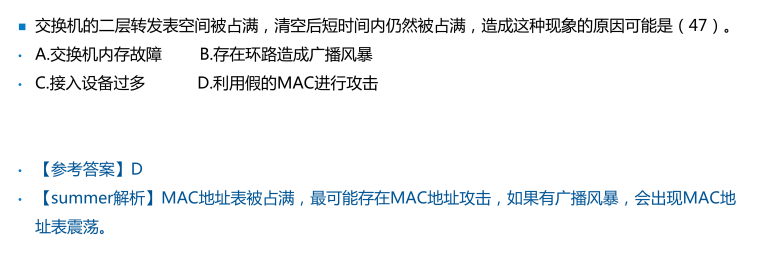 ▪ 交换机的二层转发表空间被占满，清空后短时间内仍然被占满，造成这种现象的原因可能是（47）。
• A.交换机内存故障 B.存在环路造成广播风暴
• C.接入设备过多 D.利用假的MAC进行攻击
• 【参考答案】D
• 【summer解析】MAC地址表被占满，最可能存在MAC地址攻击，如果有广播风暴，会出现MAC地
址表震荡。